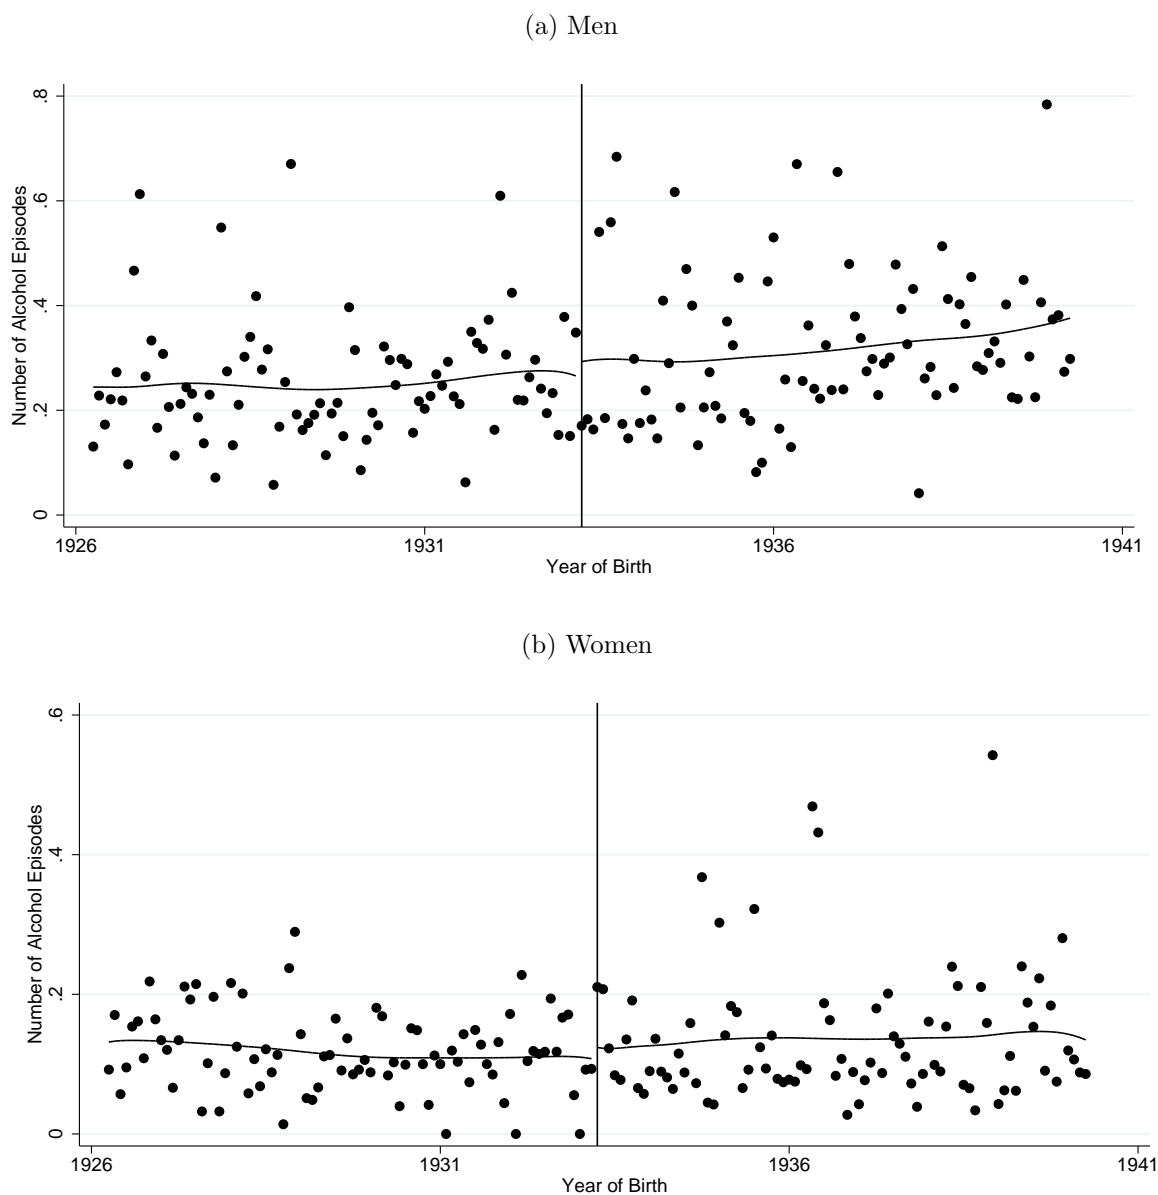 (a) Men
.8
.6
.4
.2
0
Number of Alcohol Episodes
1926 1931 1936 1941
Year of Birth
(b) Women
.6
.4
.2
0
Number of Alcohol Episodes
1926 1931 1936 1941
Year of Birth